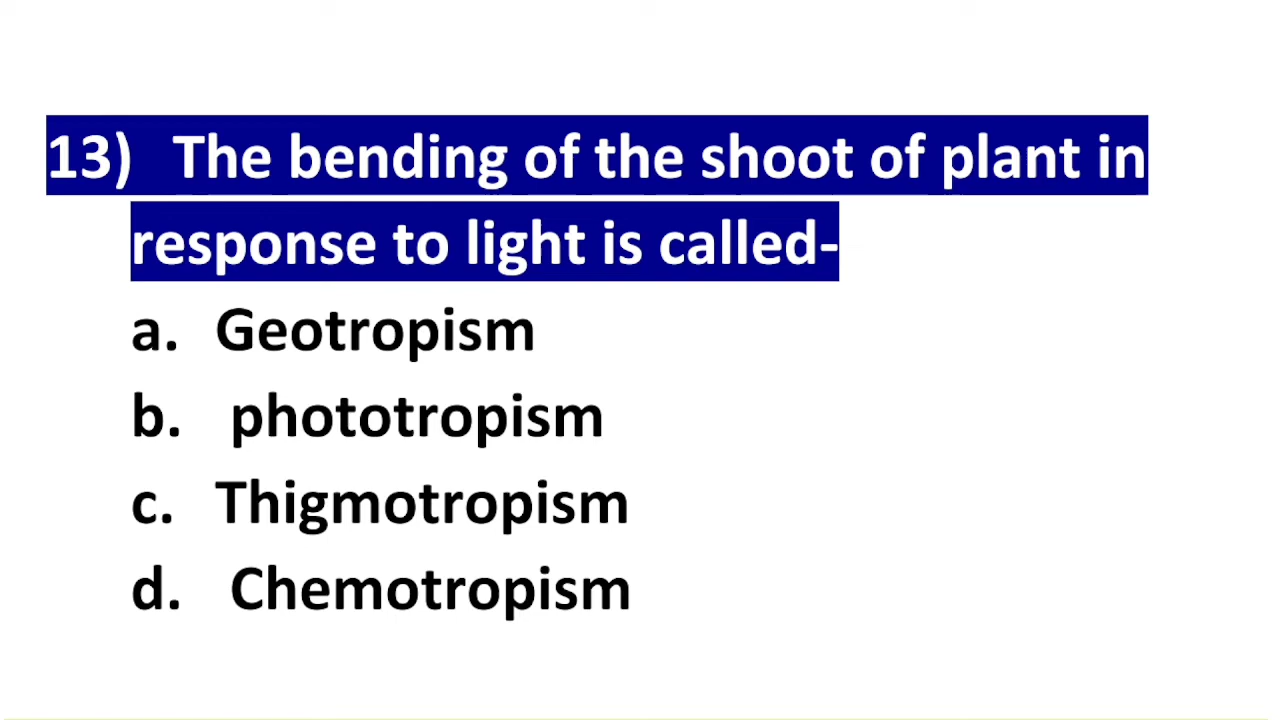 13) The bending of the shoot of plant in
response to light is called-
a. Geotropism
b. phototropism
c. Thigmotropism
d. Chemotropism